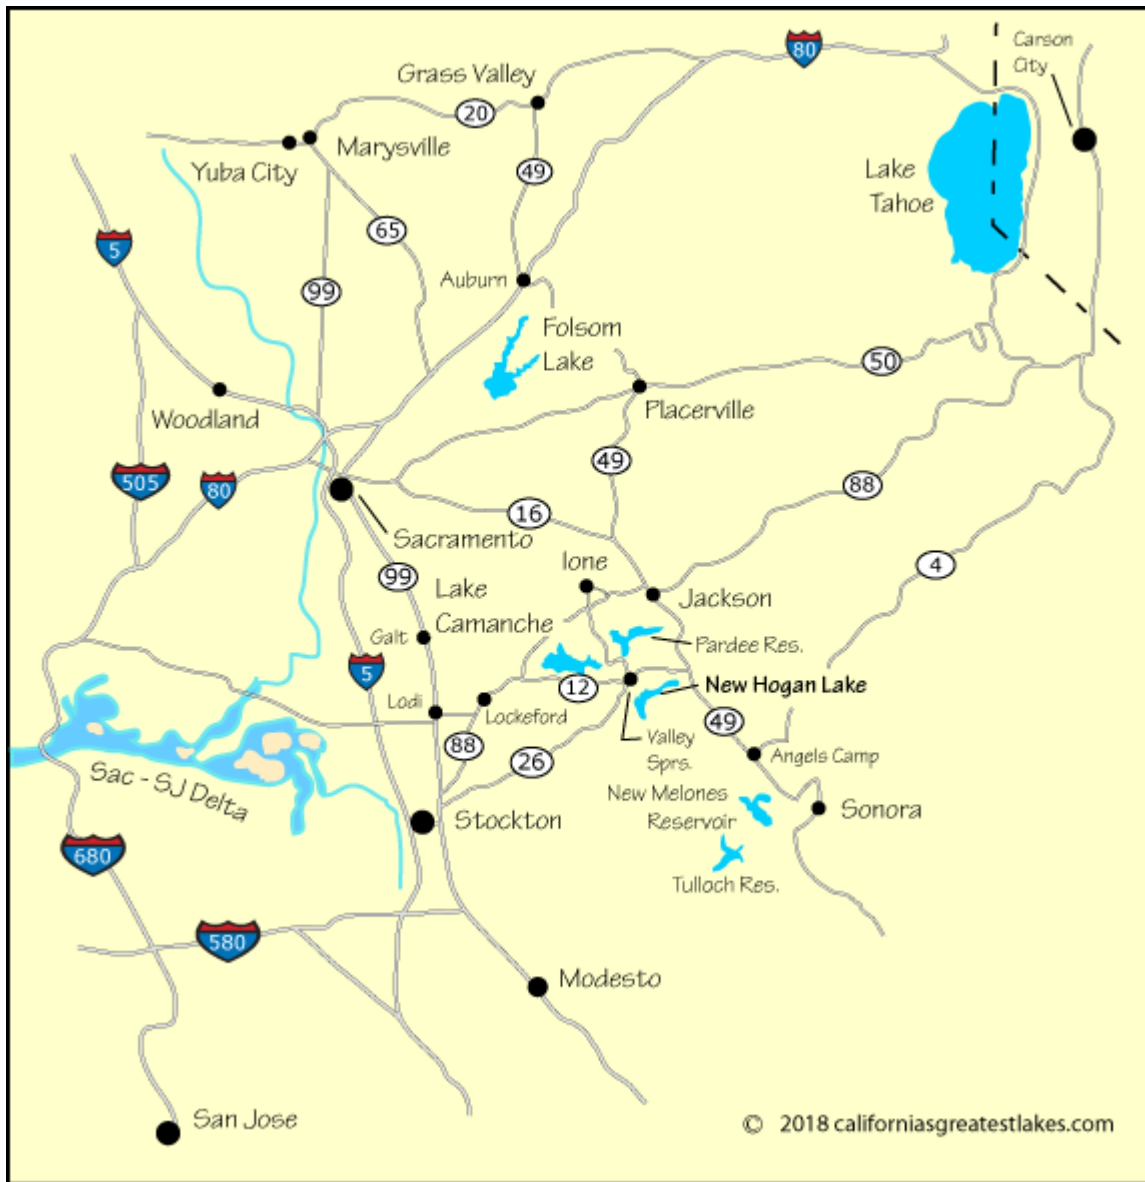 80
Carson
City
Grass Valley
20
Marysville
Yuba City
49
Lake
Tahoe
65
5
Auburn
99
Folsom
Lake
50
Woodland
Placerville
49
505
80
88
16
Sacramento
Ione
4
99
Lake
Camanche
Jackson
Galt
Pardee Res.
5
12
New Hogan Lake
Lodi
Lockeford
49
88
Valley
Sprs.
26
Angels Camp
Sac - SJ Delta
New Melones
Reservoir
Stockton
Sonora
680
Tulloch Res.
580
Modesto
San Jose
© 2018 californiasgreatestlakes.com